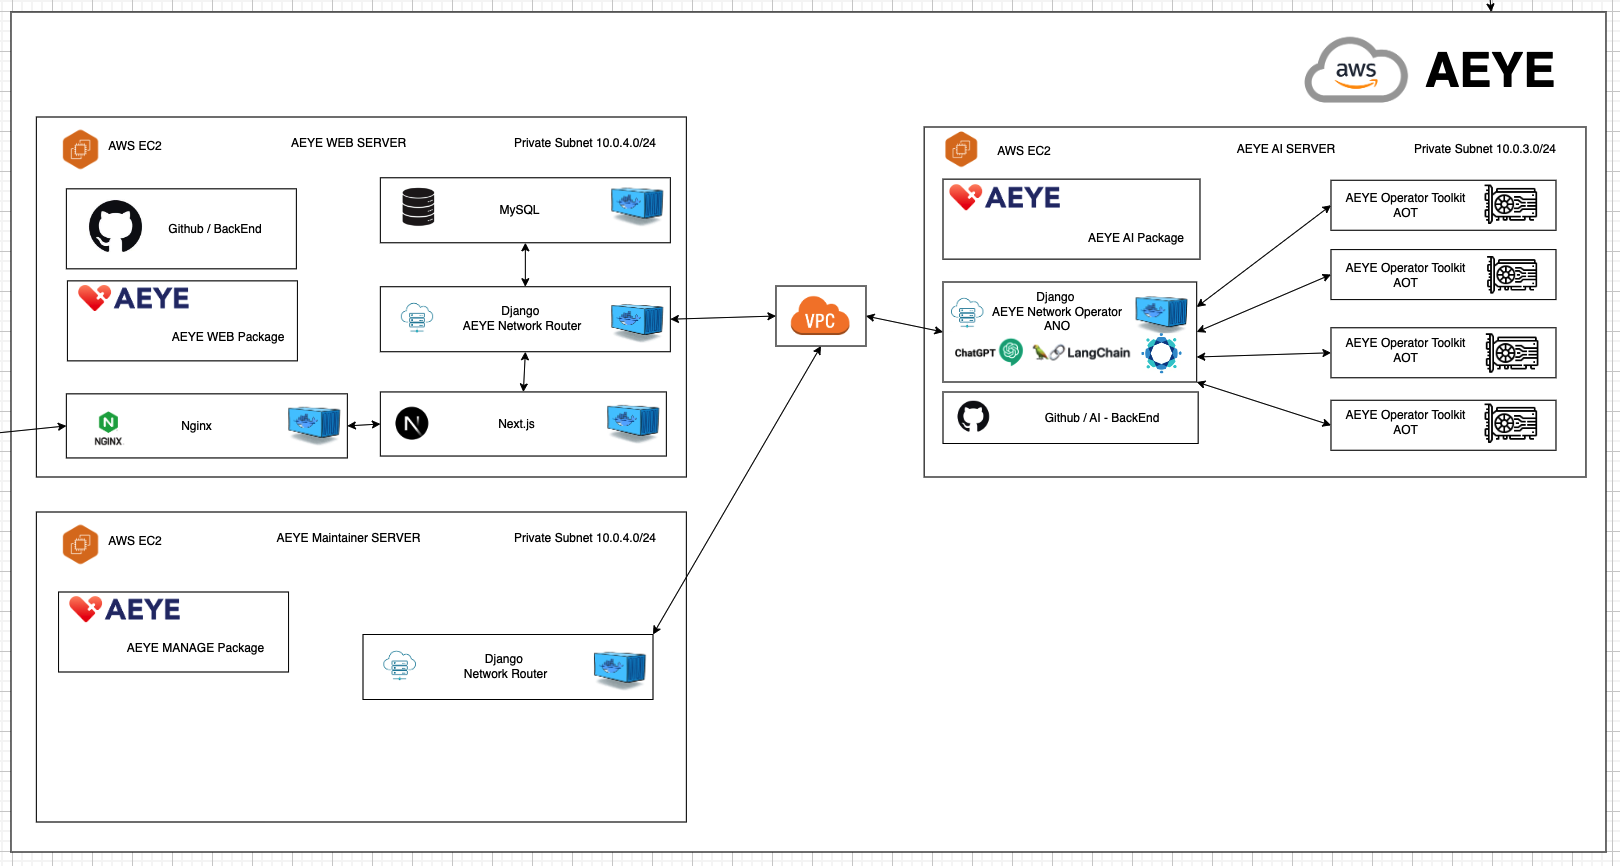 aws
AEYE
AWS EC2
AEYE WEB SERVER
Private Subnet 10.0.4.0/24
Github / BackEnd
MySQL
AEYE
AEYE WEB Package
Django
AEYE Network Router
NGINX
Nginx
N
Next.js
VPC
AWS EC2
AEYE AI SERVER
Private Subnet 10.0.3.0/24
AEYE
AEYE AI Package
Django
AEYE Network Operator
ANO
ChatGPT
LangChain
Github / AI - BackEnd
AEYE Operator Toolkit
AOT
AEYE Operator Toolkit
AOT
AEYE Operator Toolkit
AOT
AEYE Operator Toolkit
AOT
AWS EC2
AEYE Maintainer SERVER
Private Subnet 10.0.4.0/24
AEYE
AEYE MANAGE Package
Django
Network Router